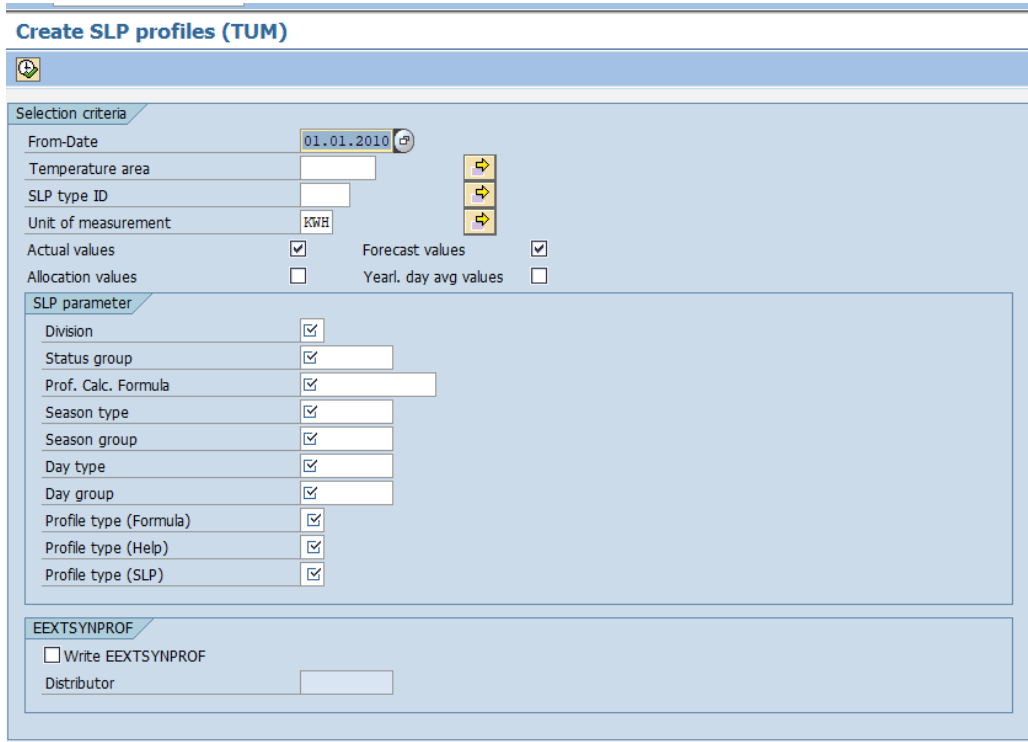 Create SLP profiles (TUM)
Selection criteria
From-Date 01.01.2010
Temperature area
SLP type ID
Unit of measurement KWH
Actual values Forecast values
Allocation values Yearl. day avg values
SLP parameter
Division
Status group
Prof. Calc. Formula
Season type
Season group
Day type
Day group
Profile type (Formula)
Profile type (Help)
Profile type (SLP)
EEXTSYNPROF
Write EEXTSYNPROF
Distributor